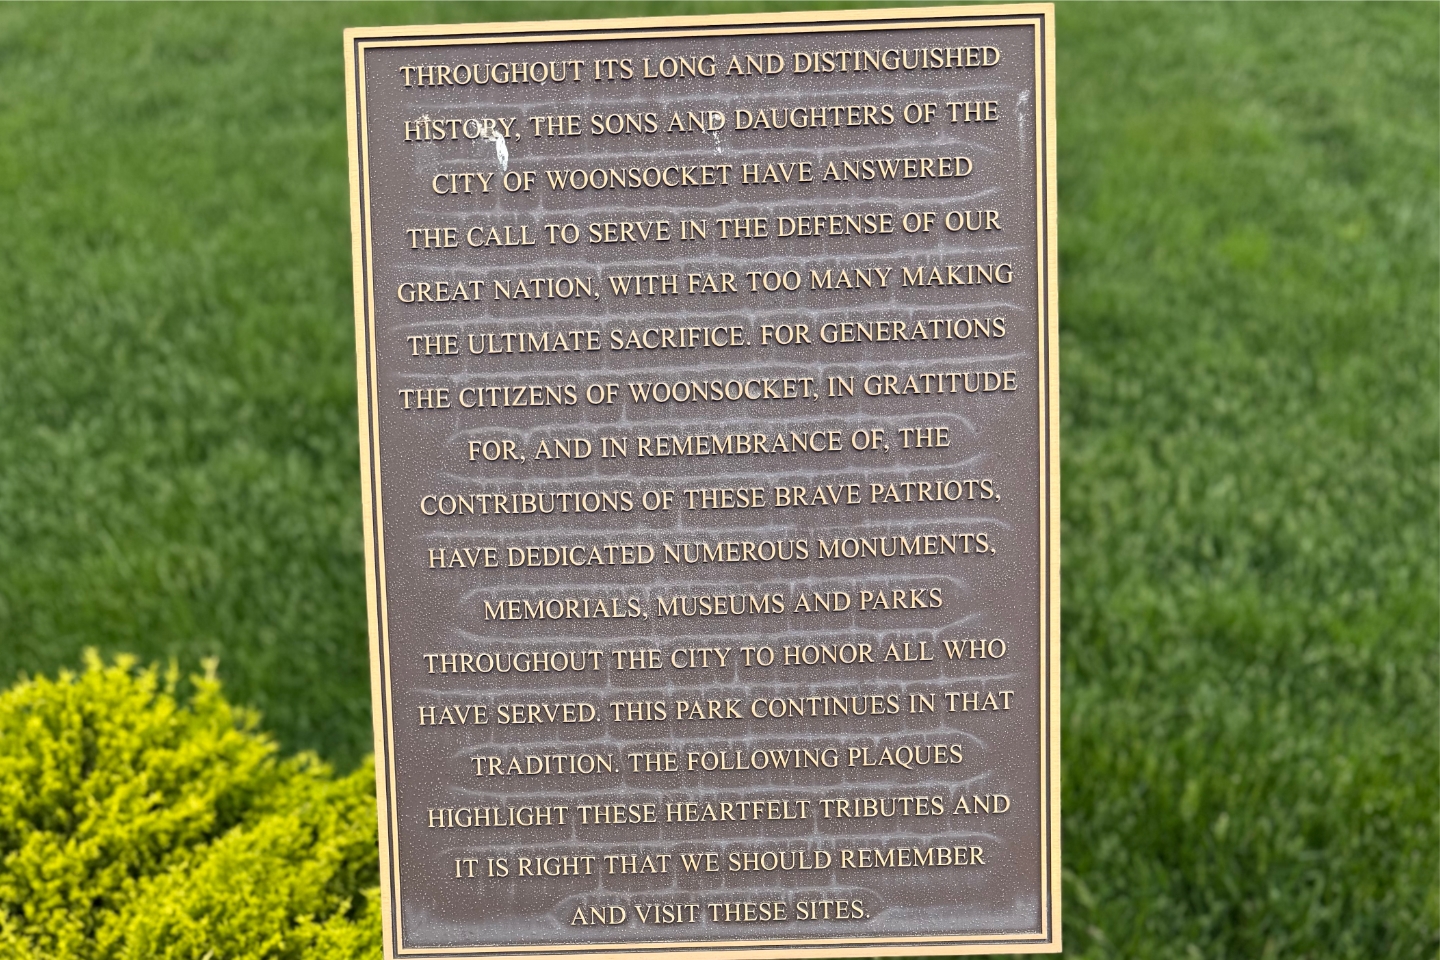 THROUGHOUT ITS LONG AND DISTINGUISHED
HISTORY, THE SONS AND DAUGHTERS OF THE
CITY OF WOONSOCKET HAVE ANSWERED
THE CALL TO SERVE IN THE DEFENSE OF OUR
GREAT NATION, WITH FAR TOO MANY MAKING
THE ULTIMATE SACRIFICE. FOR GENERATIONS
THE CITIZENS OF WOONSOCKET, IN GRATITUDE
FOR, AND IN REMEMBRANCE OF, THE
CONTRIBUTIONS OF THESE BRAVE PATRIOTS,
HAVE DEDICATED NUMEROUS MONUMENTS,
MEMORIALS, MUSEUMS AND PARKS
THROUGHOUT THE CITY TO HONOR ALL WHO
HAVE SERVED. THIS PARK CONTINUES IN THAT
TRADITION. THE FOLLOWING PLAQUES
HIGHLIGHT THESE HEARTFELT TRIBUTES AND
IT IS RIGHT THAT WE SHOULD REMEMBER
AND VISIT THESE SITES.